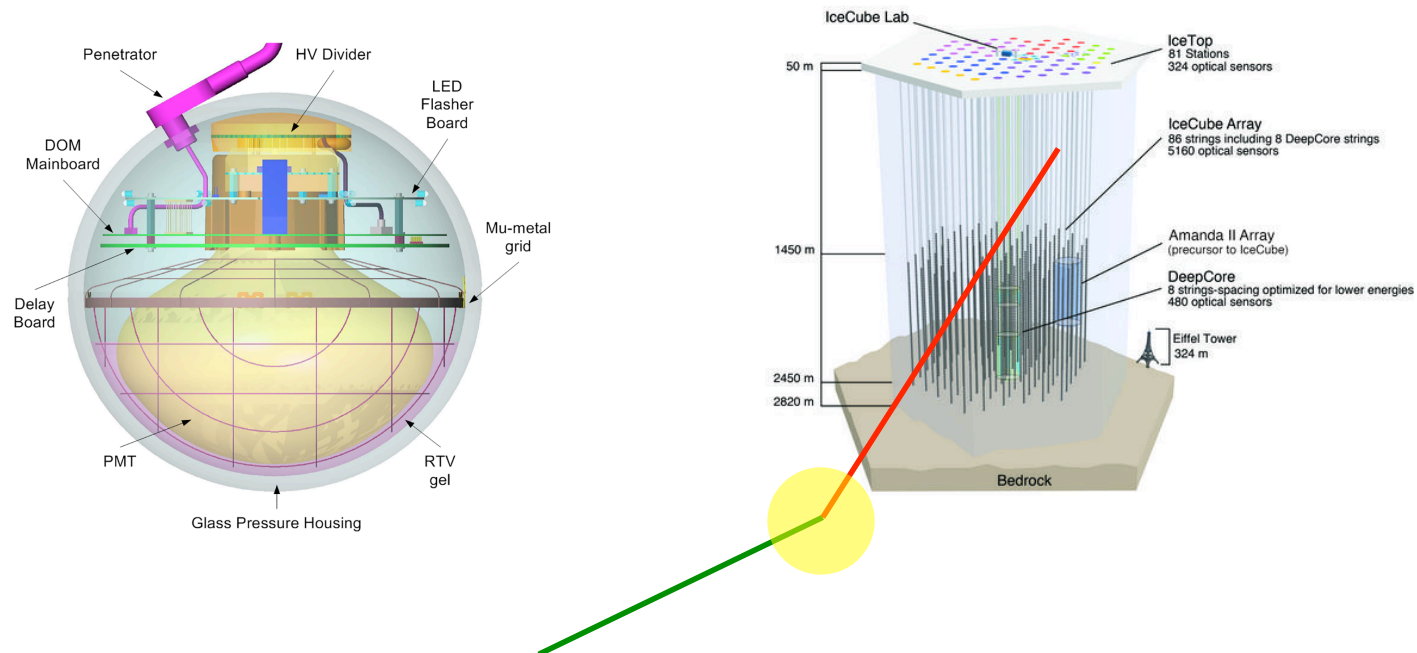 Penetrator
HV Divider
LED
Flasher
Board
DOM
Mainboard
Mu-metal
grid
Delay
Board
PMT
RTV
gel
Glass Pressure Housing
IceCube Lab
IceTop
81 Stations
324 optical sensors
50 m
IceCube Array
86 strings including 8 DeepCore strings
5160 optical sensors
1450 m
Amanda II Array
(precursor to IceCube)
DeepCore
8 strings-spacing optimized for lower energies
480 optical sensors
Eiffel Tower
324 m
2450 m
2820 m
Bedrock